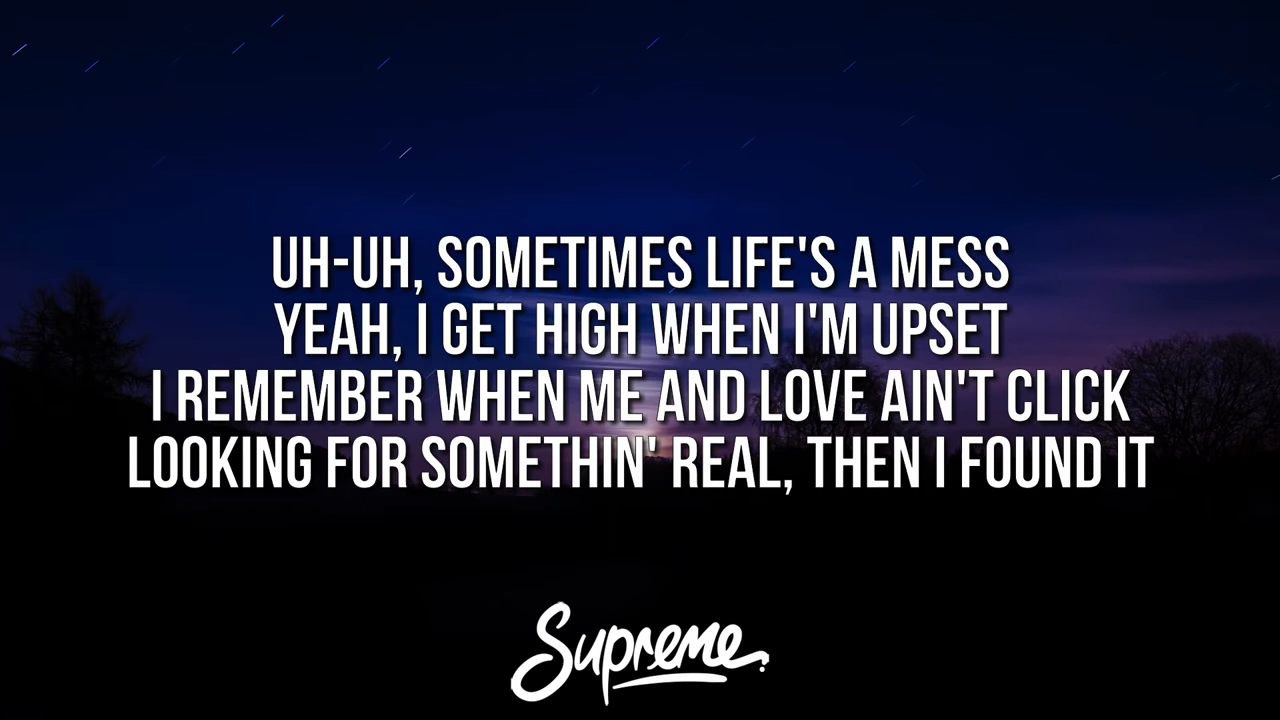 UH-UH, SOMETIMES LIFE'S A MESS
YEAH, I GET HIGH WHEN I'M UPSET
I REMEMBER WHEN ME AND LOVE AIN'T CLICK
LOOKING FOR SOMETHIN' REAL, THEN I FOUND IT
Supreme